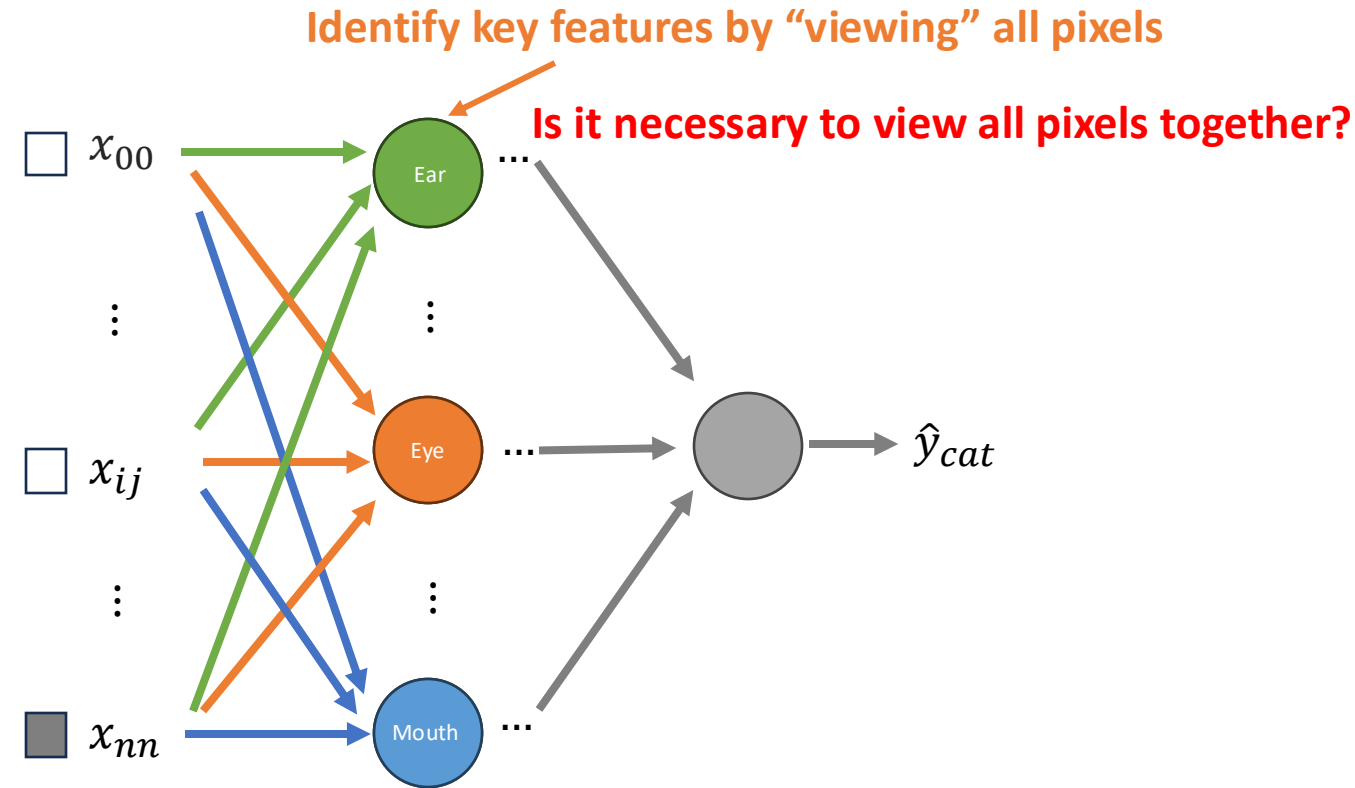 Identify key features by “viewing” all pixels
Is it necessary to view all pixels together?
x₀₀
Ear
...
⋮
⋮
xᵢⱼ
Eye
...
ŷ_cat
⋮
⋮
xₙₙ
Mouth
...